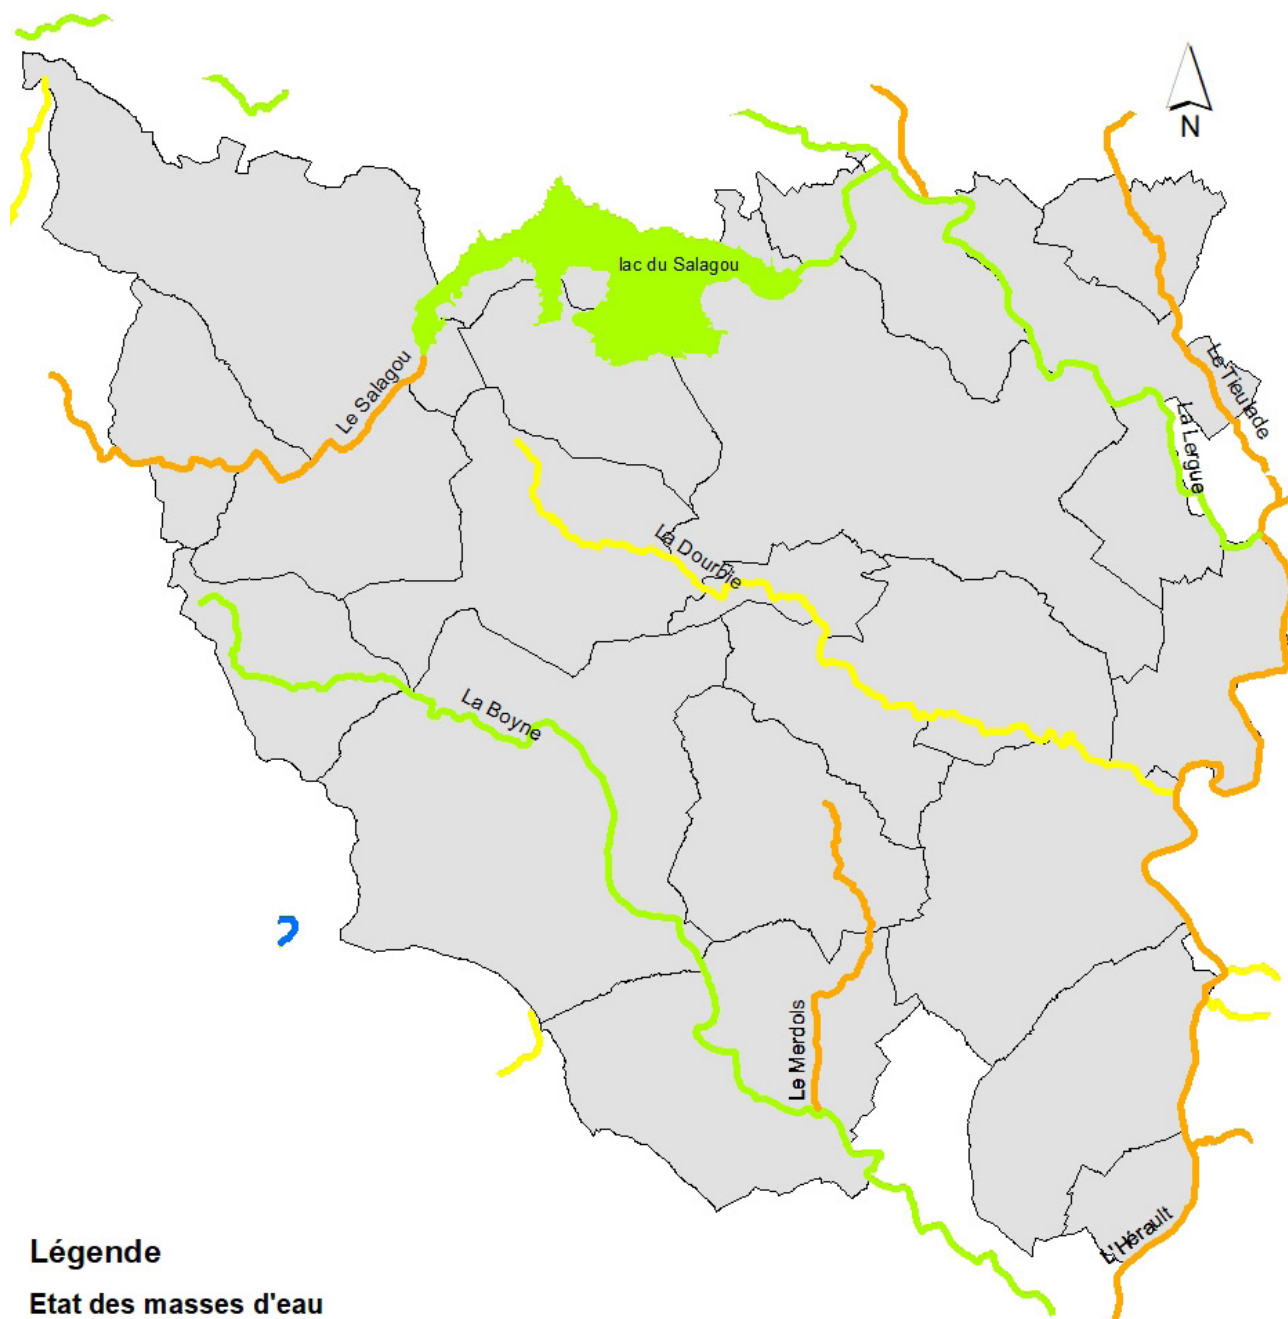 N
lac du Salagou
Le Salagou
Le Tieulade
La Lergue
La Dourbie
La Boyne
Le Merdols
L'Hérault
Légende
Etat des masses d'eau